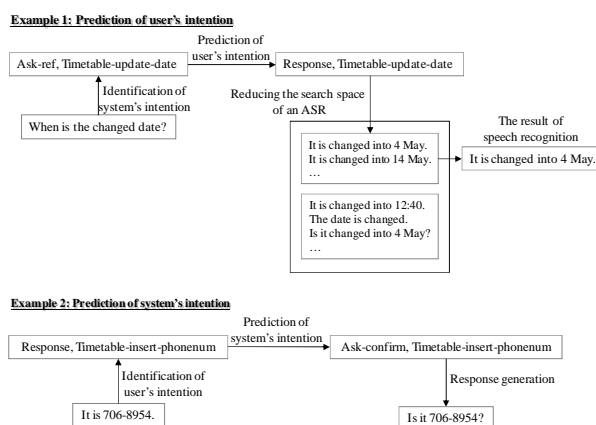 Example 1: Prediction of user's intention
Prediction of
user's intention
Ask-ref, Timetable-update-date
Response, Timetable-update-date
Identification of
system's intention
Reducing the search space
of an ASR
When is the changed date?
The result of
speech recognition
It is changed into 4 May.
It is changed into 14 May.
…
It is changed into 4 May.
It is changed into 12:40.
The date is changed.
Is it changed into 4 May?
…
Example 2: Prediction of system's intention
Prediction of
system's intention
Response, Timetable-insert-phonenum
Ask-confirm, Timetable-insert-phonenum
Identification of
user's intention
Response generation
It is 706-8954.
Is it 706-8954?